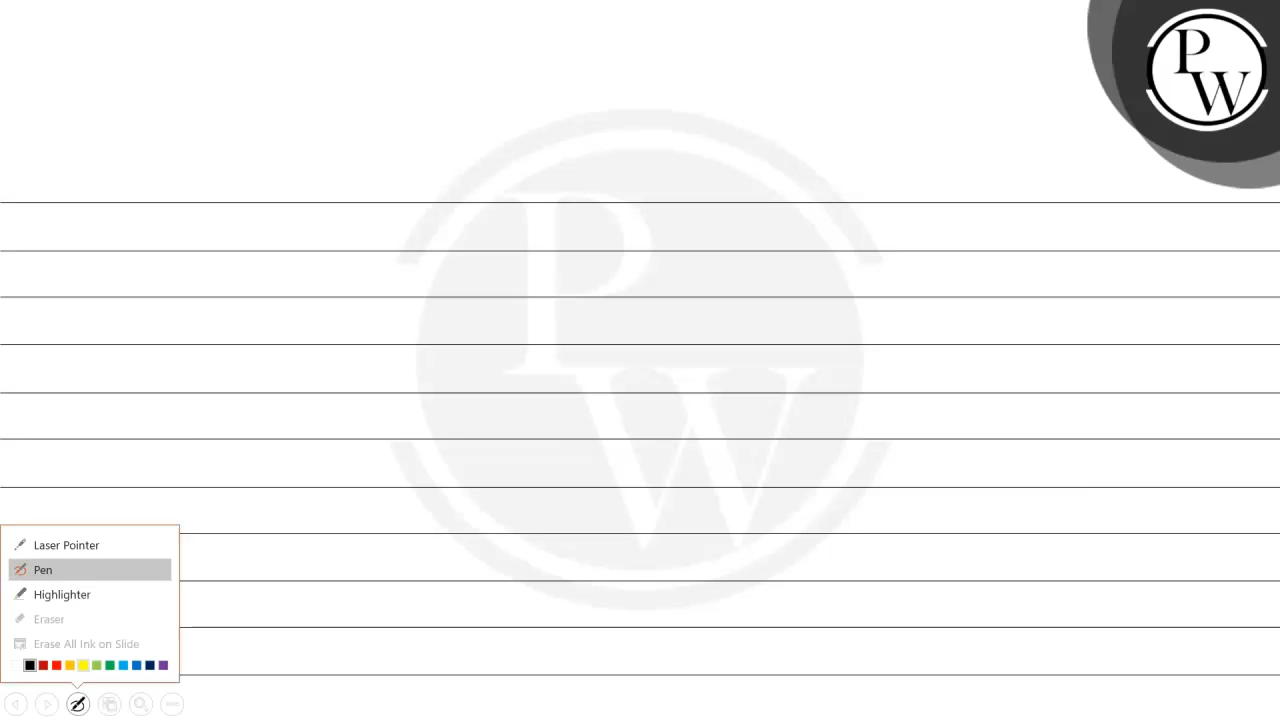 P
W
P
W
Laser Pointer
Pen
Highlighter
Eraser
Erase All Ink on Slide